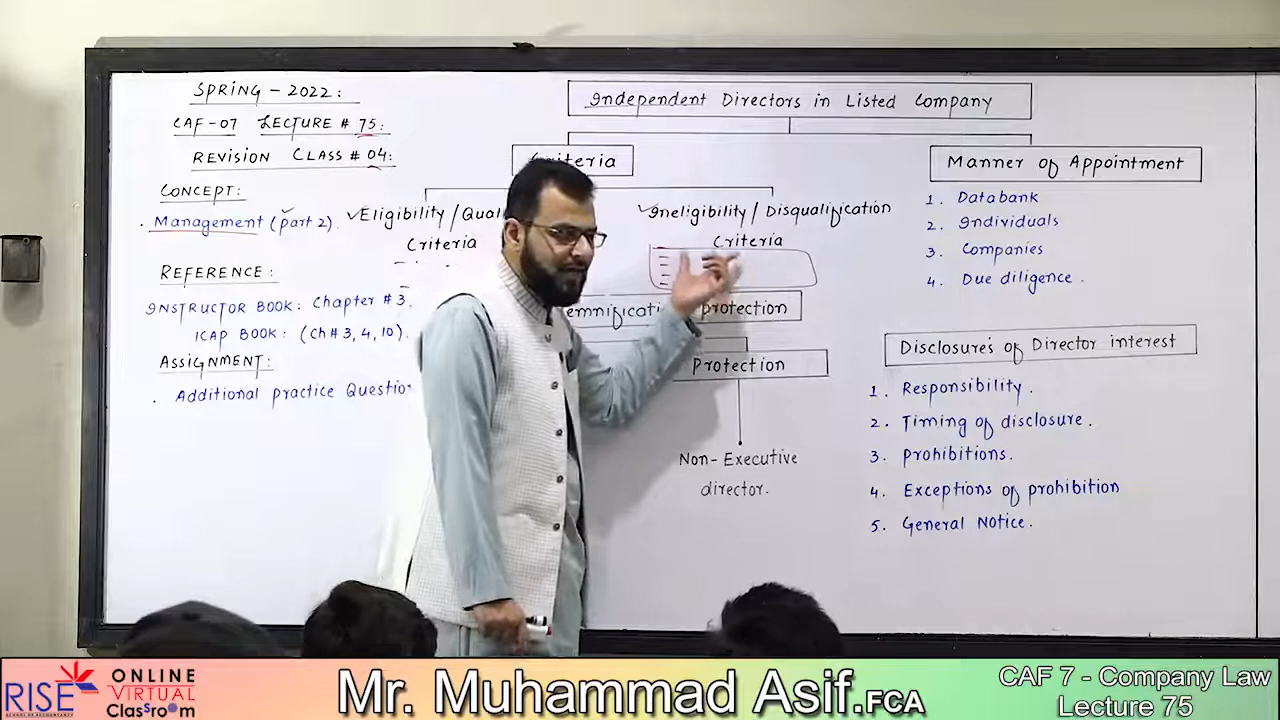 SPRING - 2022 :
CAF - 07 LECTURE # 75 :
REVISION CLASS # 04 :
CONCEPT :
. Management (part 2).
REFERENCE :
INSTRUCTOR BOOK : Chapter # 3.
ICAP BOOK : (Ch # 3, 4, 10).
ASSIGNMENT :
. Additional practice
Independent Directors in Listed Company
Criteria
✓Eligibility /
Criteria
✓Ineligibility / Disqualification
Criteria
protection
Protection
Non - Executive
director.
Manner of Appointment
1. Databank
2. Individuals
3. Companies
4. Due diligence .
Disclosure's of Director interest
1. Responsibility .
2. Timing of disclosure .
3. prohibitions.
4. Exceptions of prohibition
5. General Notice .
RISE
SCHOOL OF ACCOUNTANCY
ONLINE
VIRTUAL
Classroom
Mr. Muhammad Asif.FCA
CAF 7 - Company Law
Lecture 75